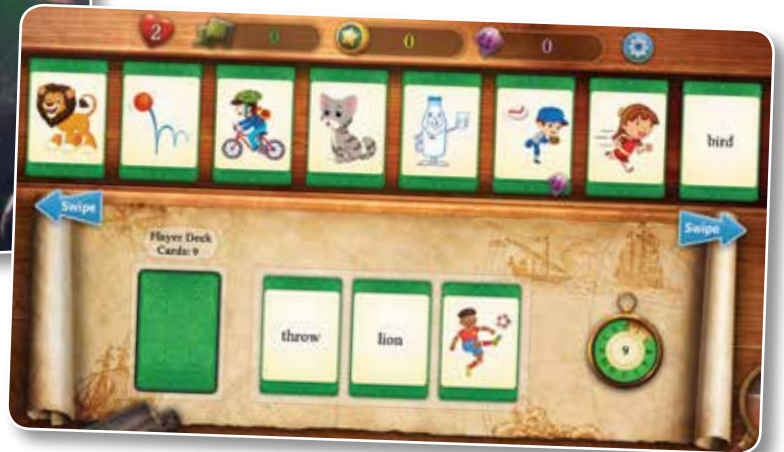 2
0
0
0
bird
Swipe
Swipe
Player Deck
Cards: 9
throw
lion
9